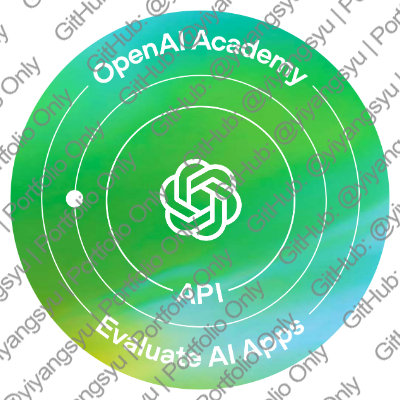 OpenAI Academy
API
Evaluate AI Apps
GitHub: @yiyangsyu | Portfolio Only